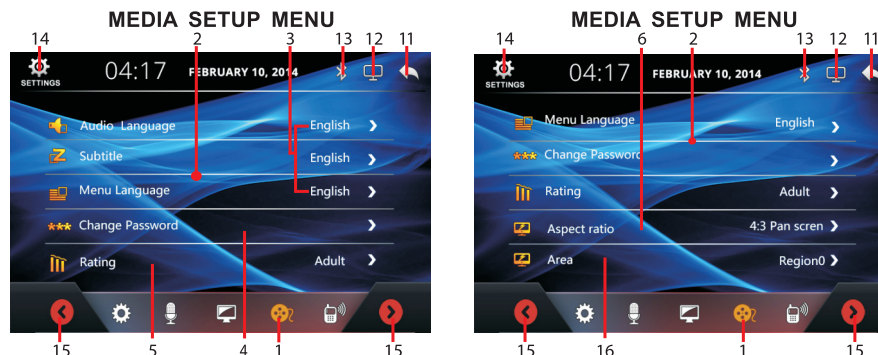 MEDIA SETUP MENU
14 2 3 13 12 11
SETTINGS 04:17 FEBRUARY 10, 2014
Audio Language English
Subtitle English
Menu Language English
Change Password
Rating Adult
15 5 4 1 15
MEDIA SETUP MENU
14 6 2 13 12 11
SETTINGS 04:17 FEBRUARY 10, 2014
Menu Language English
Change Password
Rating Adult
Aspect ratio 4:3 Pan scren
Area Region0
15 16 1 15